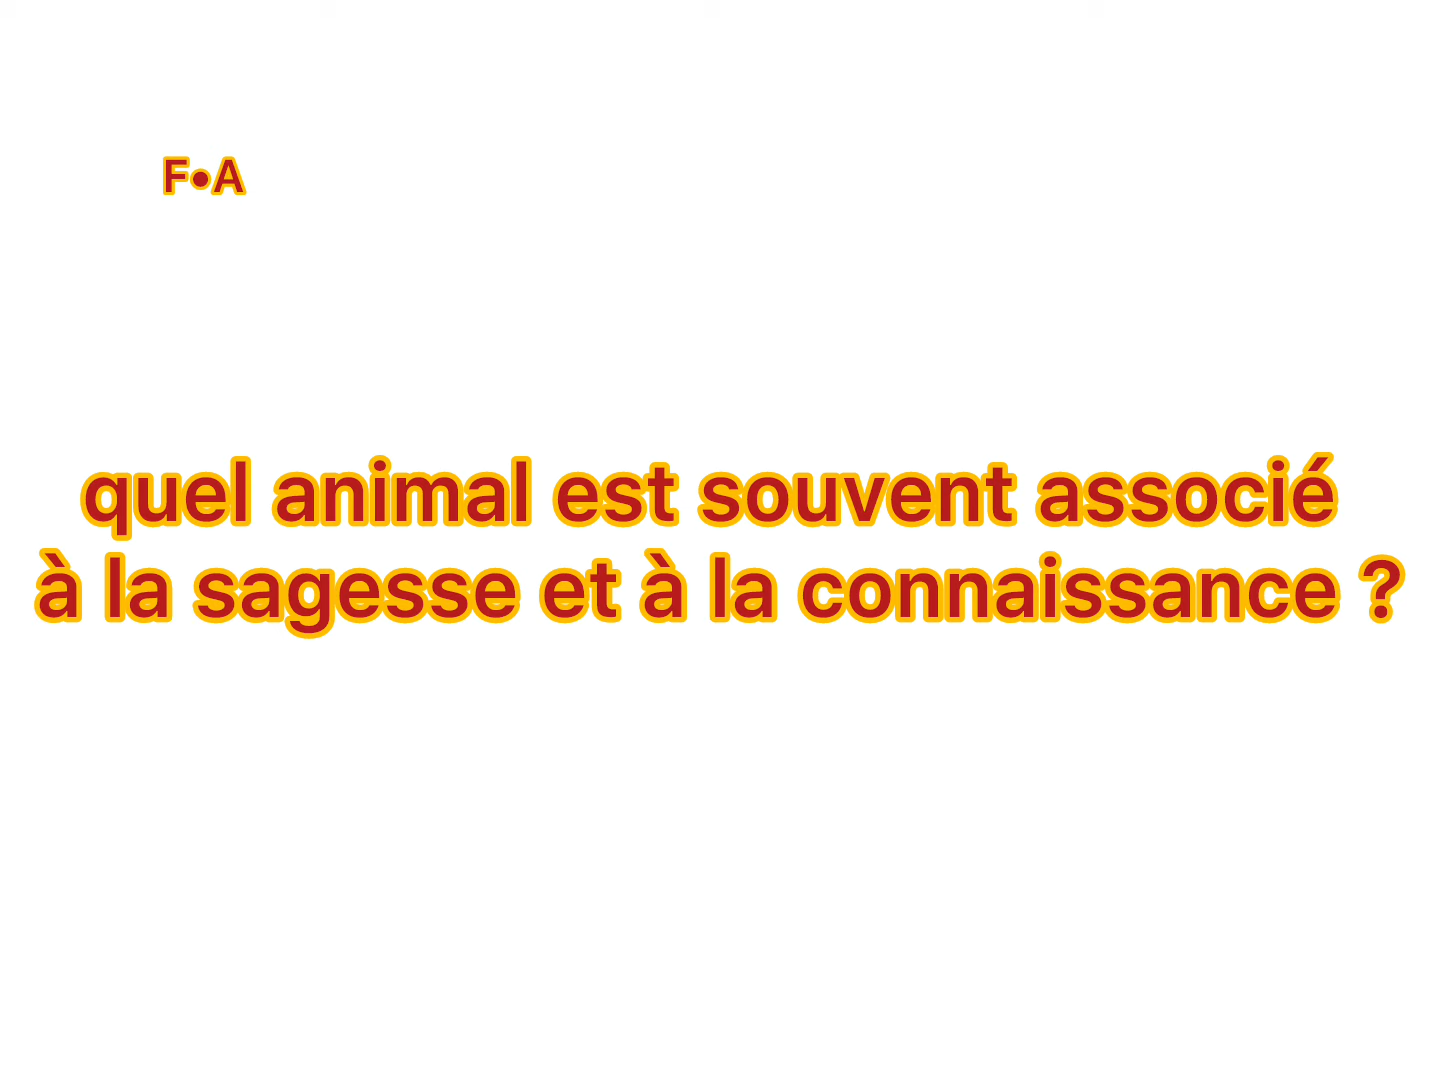 F•A
quel animal est souvent associé
à la sagesse et à la connaissance ?